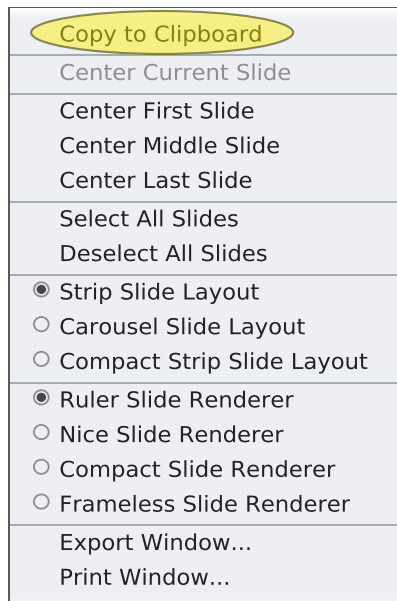 Copy to Clipboard
Center Current Slide
Center First Slide
Center Middle Slide
Center Last Slide
Select All Slides
Deselect All Slides
Strip Slide Layout
Carousel Slide Layout
Compact Strip Slide Layout
Ruler Slide Renderer
Nice Slide Renderer
Compact Slide Renderer
Frameless Slide Renderer
Export Window...
Print Window...